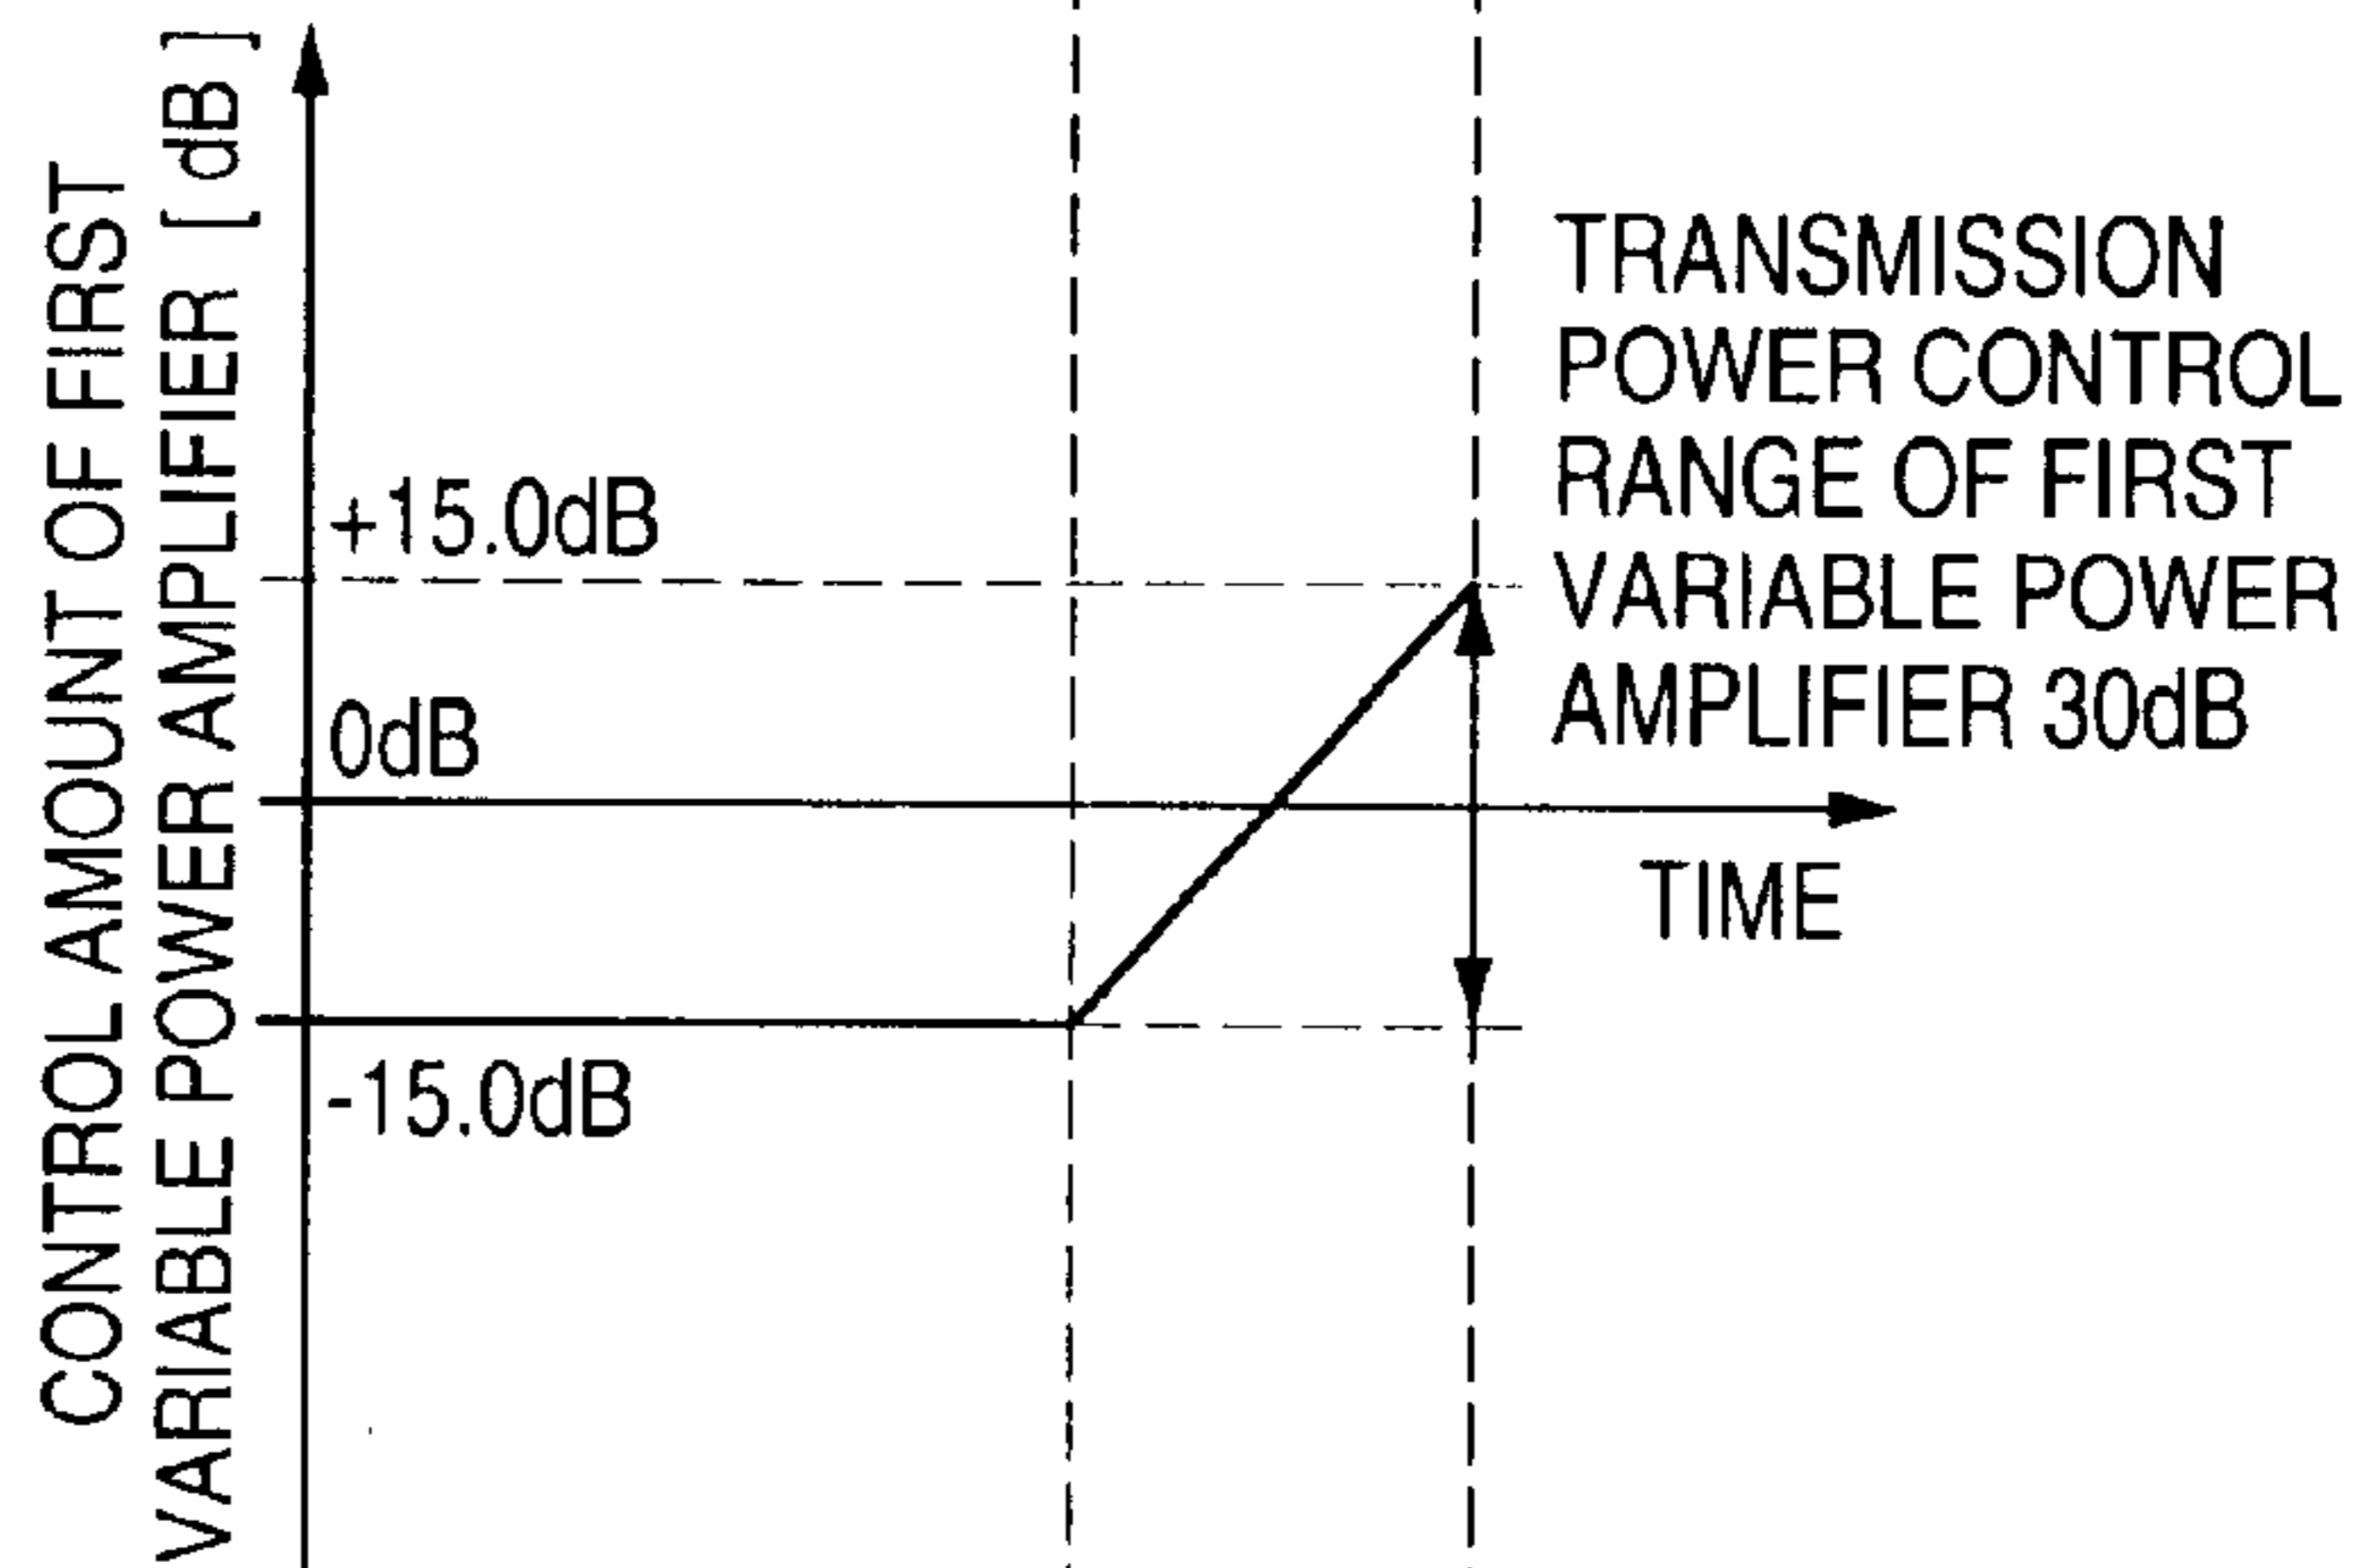 CONTROL AMOUNT OF FIRST
VARIABLE POWER AMPLIFIER [dB]
+15.0dB
0dB
-15.0dB
TRANSMISSION
POWER CONTROL
RANGE OF FIRST
VARIABLE POWER
AMPLIFIER 30dB
TIME